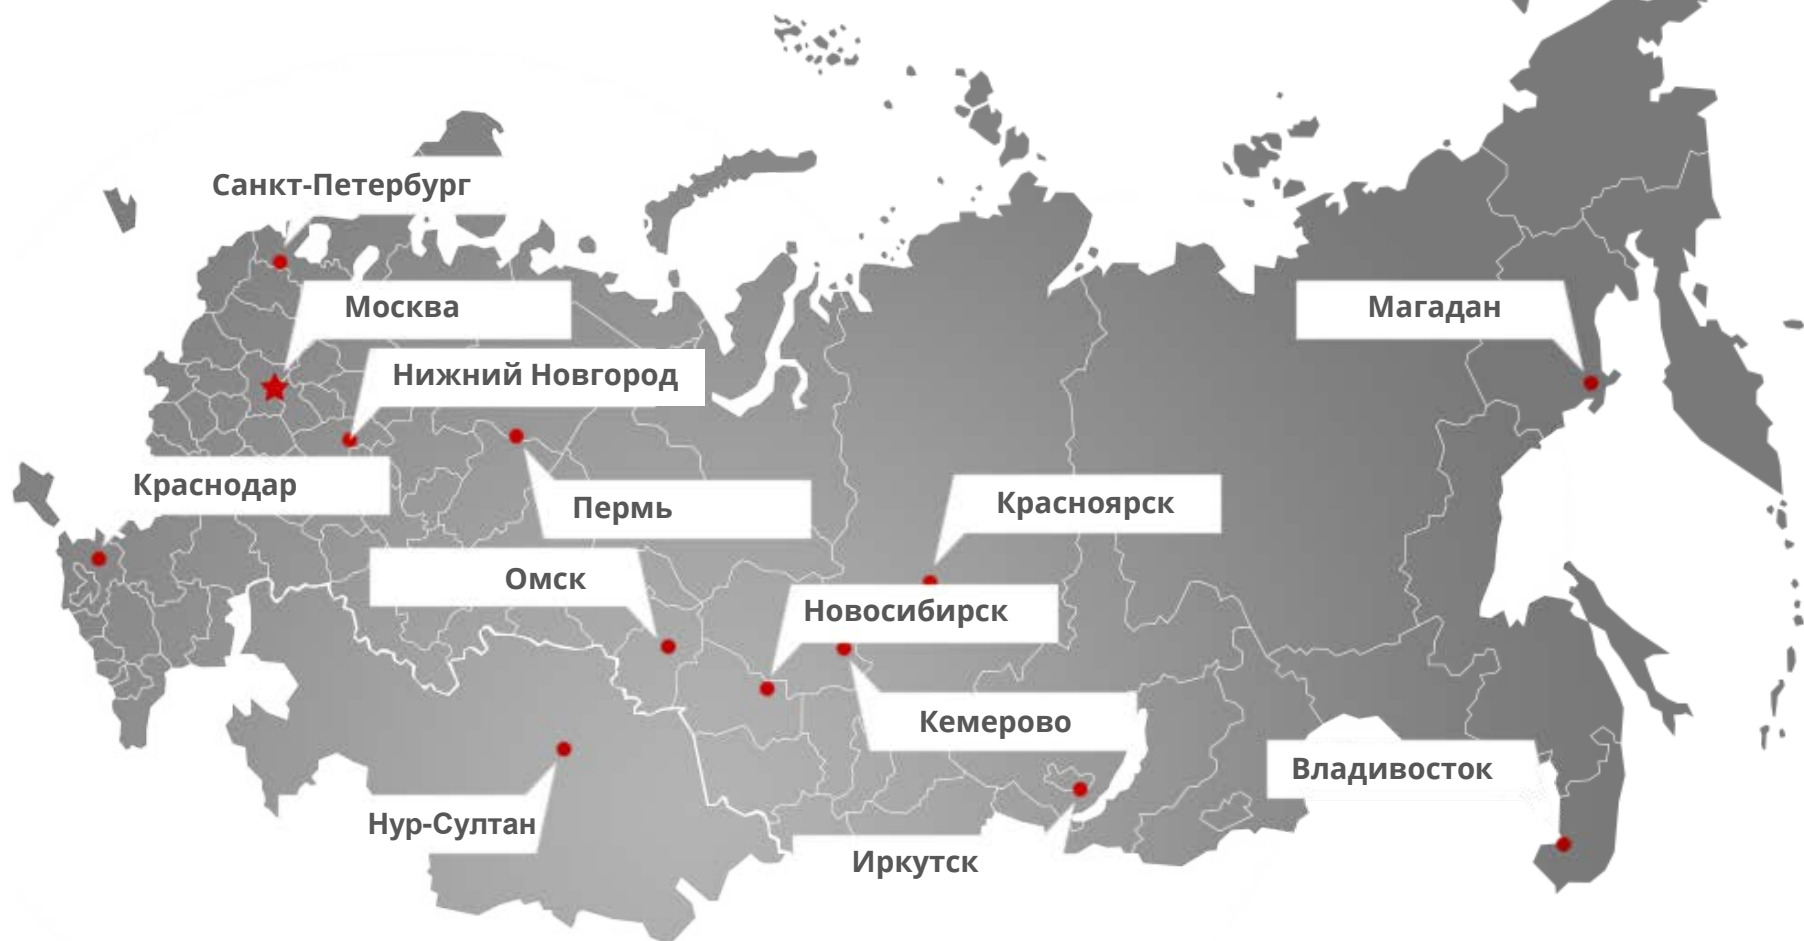 Санкт-Петербург
Москва
Магадан
Нижний Новгород
Краснодар
Пермь
Красноярск
Омск
Новосибирск
Кемерово
Владивосток
Нур-Султан
Иркутск